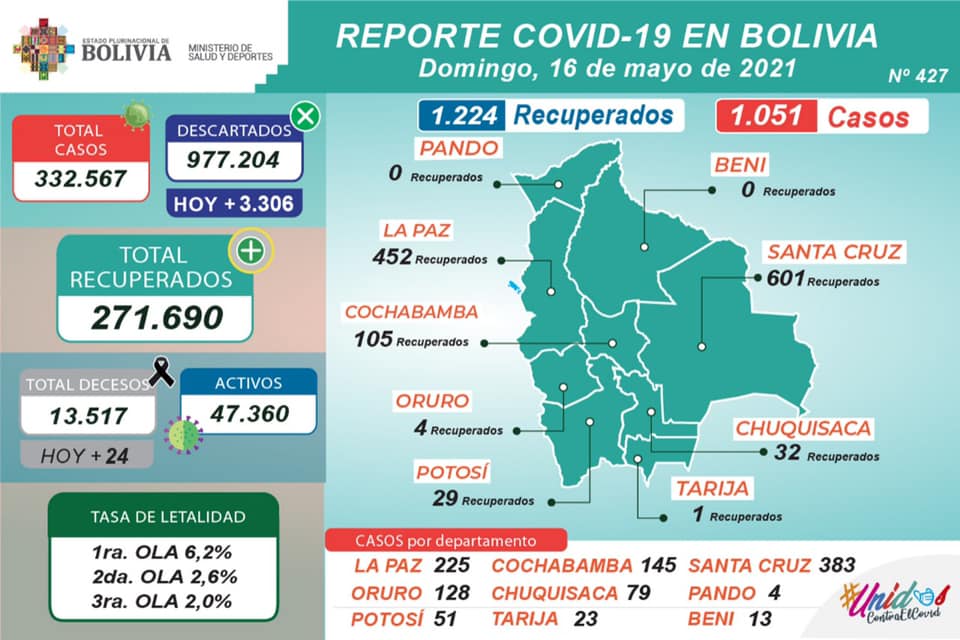 ESTADO PLURINACIONAL DE
BOLIVIA
MINISTERIO DE
SALUD Y DEPORTES
REPORTE COVID-19 EN BOLIVIA
Domingo, 16 de mayo de 2021
Nº 427
TOTAL
CASOS
332.567
DESCARTADOS
977.204
HOY + 3.306
TOTAL
RECUPERADOS
271.690
TOTAL DECESOS
13.517
HOY + 24
ACTIVOS
47.360
TASA DE LETALIDAD
1ra. OLA 6,2%
2da. OLA 2,6%
3ra. OLA 2,0%
1.224 Recuperados
1.051 Casos
PANDO
0 Recuperados
BENI
0 Recuperados
LA PAZ
452 Recuperados
SANTA CRUZ
601 Recuperados
COCHABAMBA
105 Recuperados
ORURO
4 Recuperados
CHUQUISACA
32 Recuperados
POTOSÍ
29 Recuperados
TARIJA
1 Recuperados
CASOS por departamento
LA PAZ 225 COCHABAMBA 145 SANTA CRUZ 383
ORURO 128 CHUQUISACA 79 PANDO 4
POTOSÍ 51 TARIJA 23 BENI 13
#Unidos
ContraElCovid